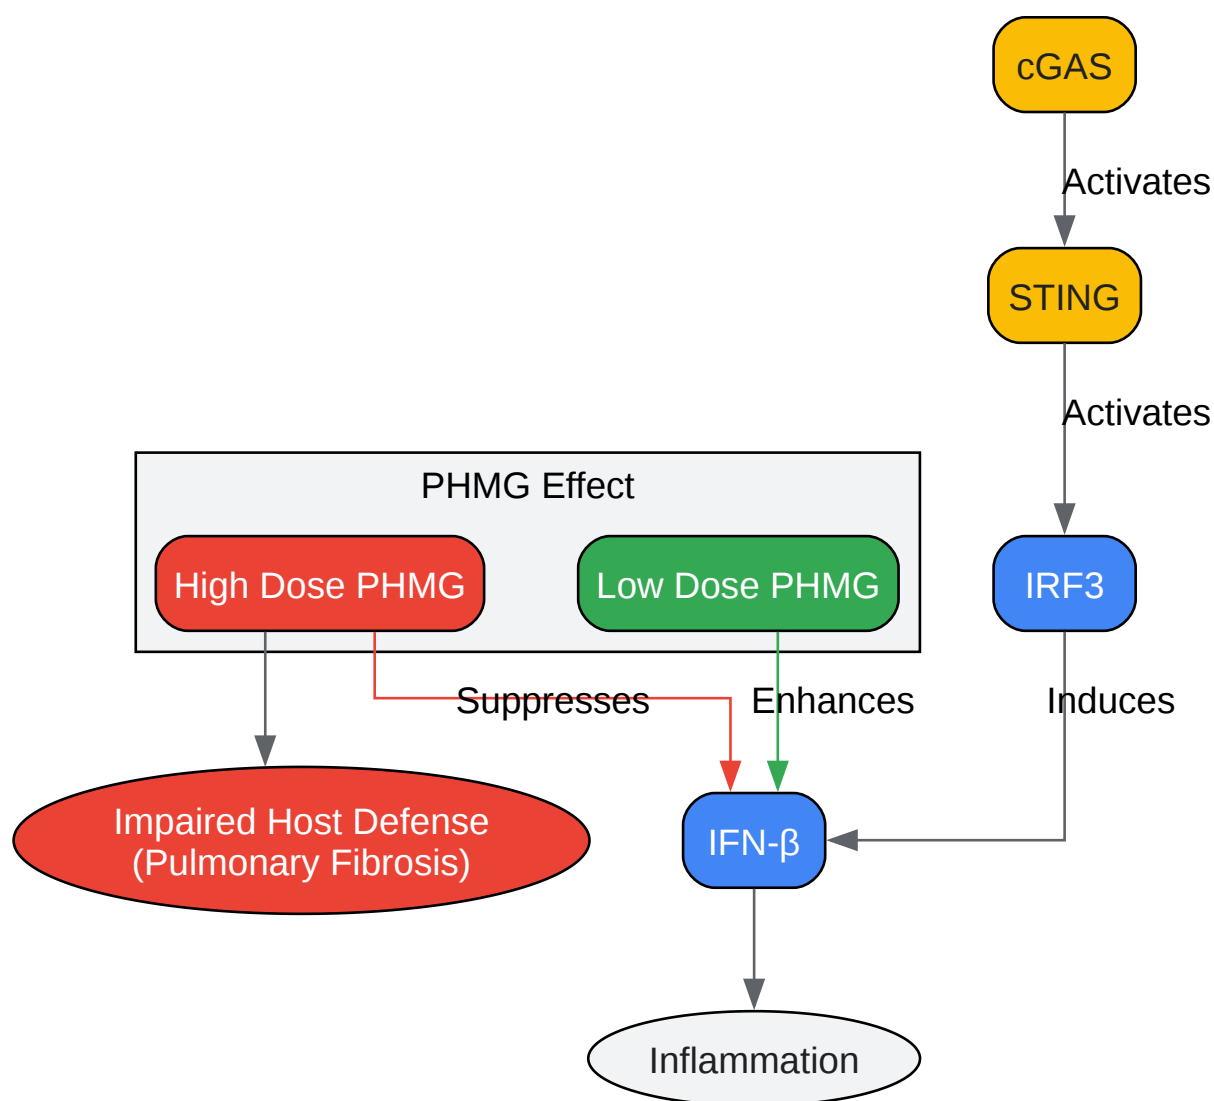 cGAS
Activates
STING
Activates
PHMG Effect
High Dose PHMG
Low Dose PHMG
IRF3
Suppresses
Enhances
Induces
Impaired Host Defense
(Pulmonary Fibrosis)
IFN-β
Inflammation